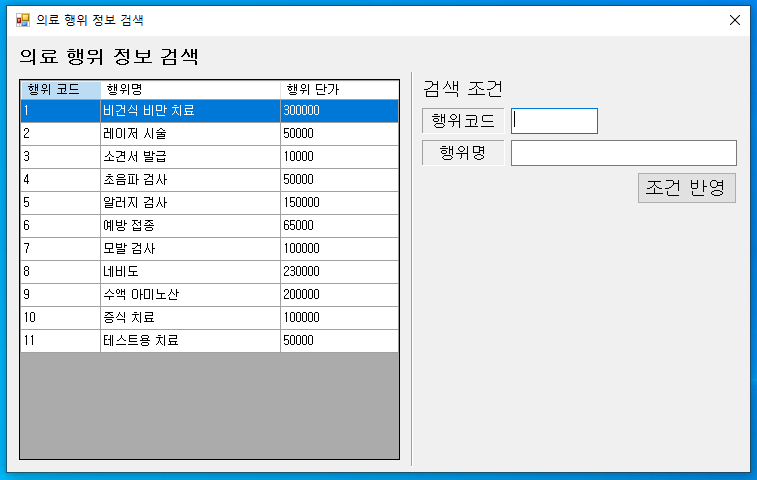 의료 행위 정보 검색
의료 행위 정보 검색
행위 코드 행위명 행위 단가
1 비건식 비만 치료 300000
2 레이저 시술 50000
3 소견서 발급 10000
4 초음파 검사 50000
5 알러지 검사 150000
6 예방 접종 65000
7 모발 검사 100000
8 네비도 230000
9 수액 아미노산 200000
10 증식 치료 100000
11 테스트용 치료 50000
검색 조건
행위코드
행위명
조건 반영